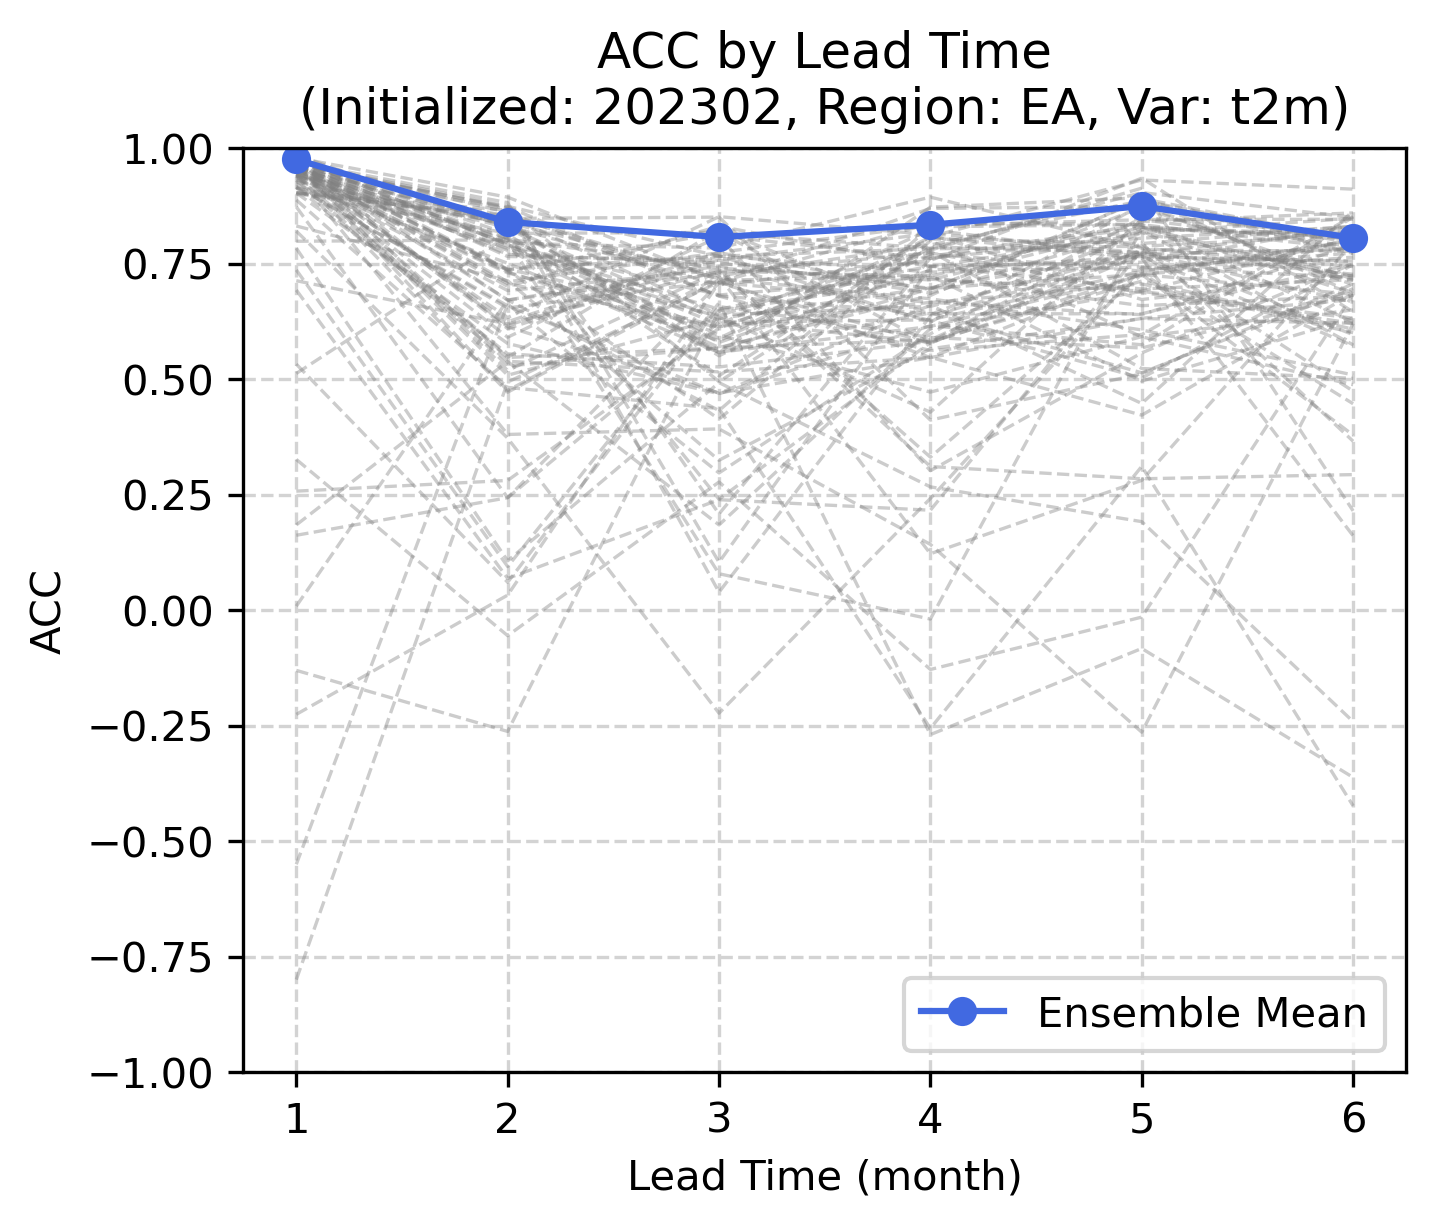 ACC by Lead Time
(Initialized: 202302, Region: EA, Var: t2m)
1.00
0.75
0.50
0.25
0.00
−0.25
−0.50
−0.75
−1.00
ACC
1 2 3 4 5 6
Lead Time (month)
Ensemble Mean